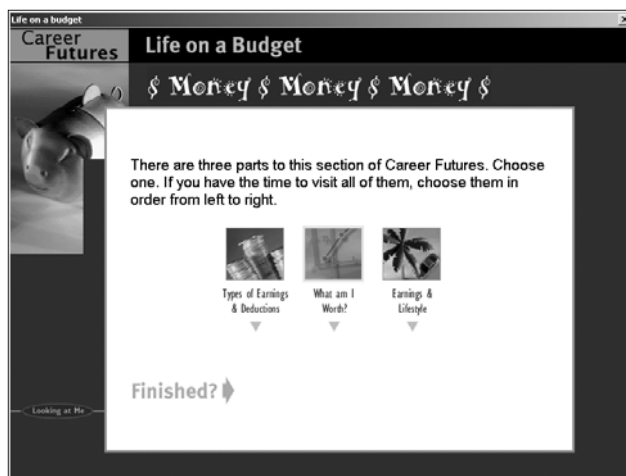 Life on a budget
Career
Futures
Life on a Budget
$ Money $ Money $ Money $
There are three parts to this section of Career Futures. Choose
one. If you have the time to visit all of them, choose them in
order from left to right.
Types of Earnings
& Deductions
What am I
Worth?
Earnings &
Lifestyle
Finished?
Looking at Me